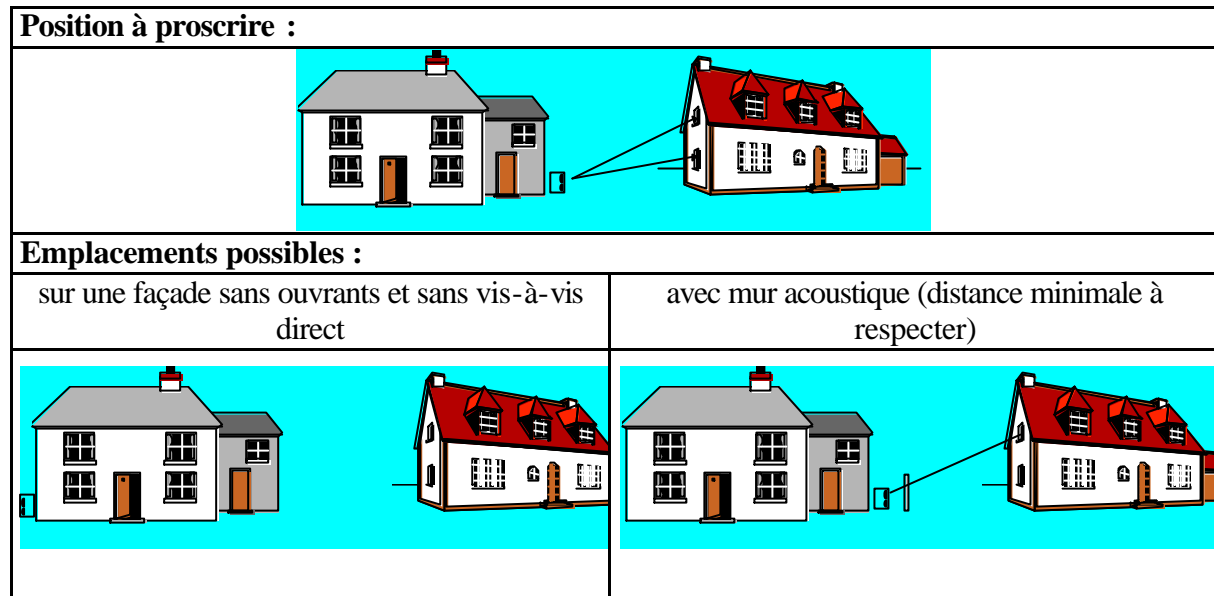 Position à proscrire :
Emplacements possibles :
sur une façade sans ouvrants et sans vis-à-vis
direct
avec mur acoustique (distance minimale à
respecter)